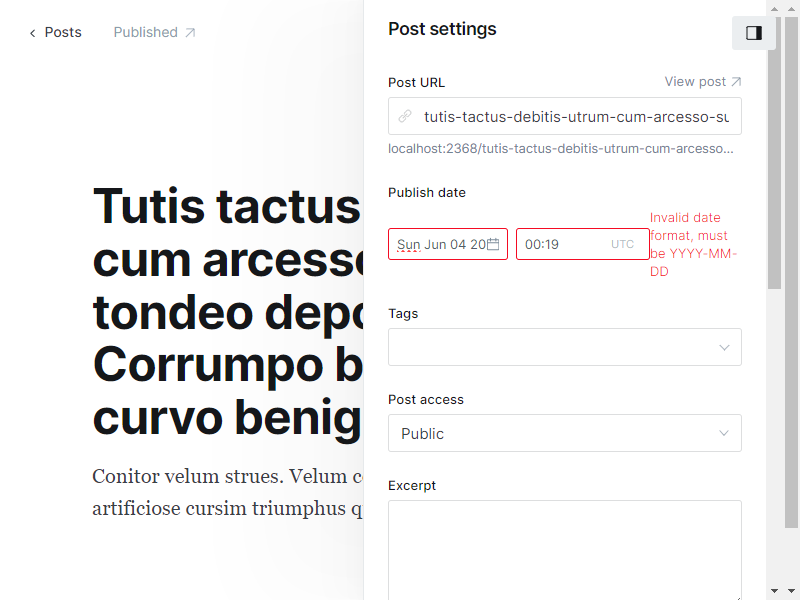 Posts
Published
Tutis tactus
cum arcesso
tondeo depo
Corrumpo b
curvo benig
Conitor velum strues. Velum c
artificiose cursim triumphus q
Post settings
Post URL
View post
tutis-tactus-debitis-utrum-cum-arcesso-su
localhost:2368/tutis-tactus-debitis-utrum-cum-arcesso...
Publish date
Sun Jun 04 20
00:19
UTC
Invalid date
format, must
be YYYY-MM-
DD
Tags
Post access
Public
Excerpt